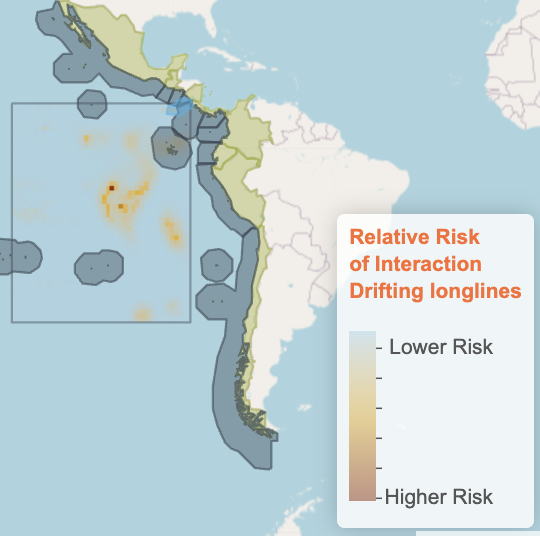 Relative Risk
of Interaction
Drifting longlines
Lower Risk
Higher Risk